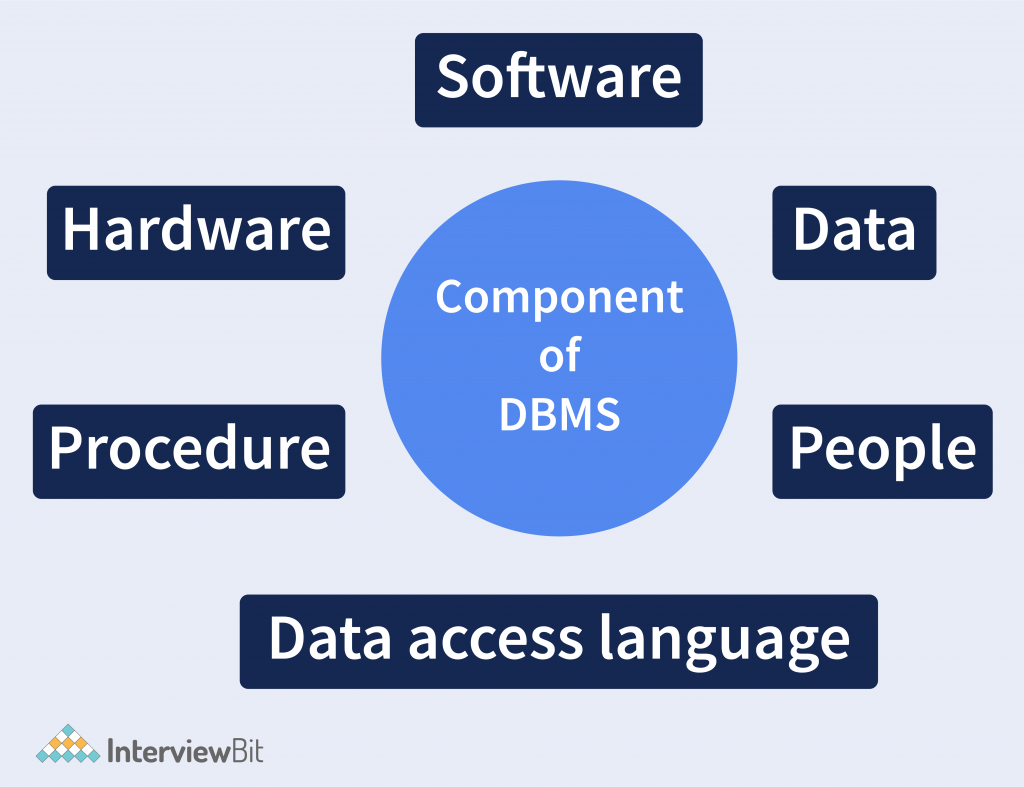 Software
Hardware
Data
Component
of
DBMS
Procedure
People
Data access language
InterviewBit